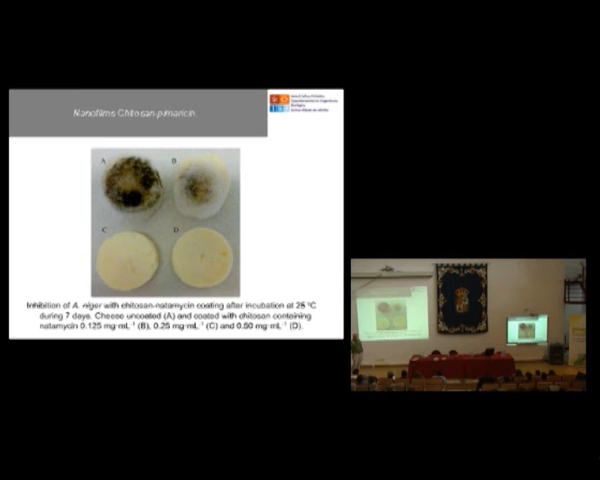 Nanofilms Chitosan-pimaricin
A
B
C
D
Inhibition of A. niger with chitosan-natamycin coating after incubation at 25 ºC
during 7 days. Cheese uncoated (A) and coated with chitosan containing
natamycin 0.125 mg·mL⁻¹ (B), 0.25 mg·mL⁻¹ (C) and 0.50 mg·mL⁻¹ (D).